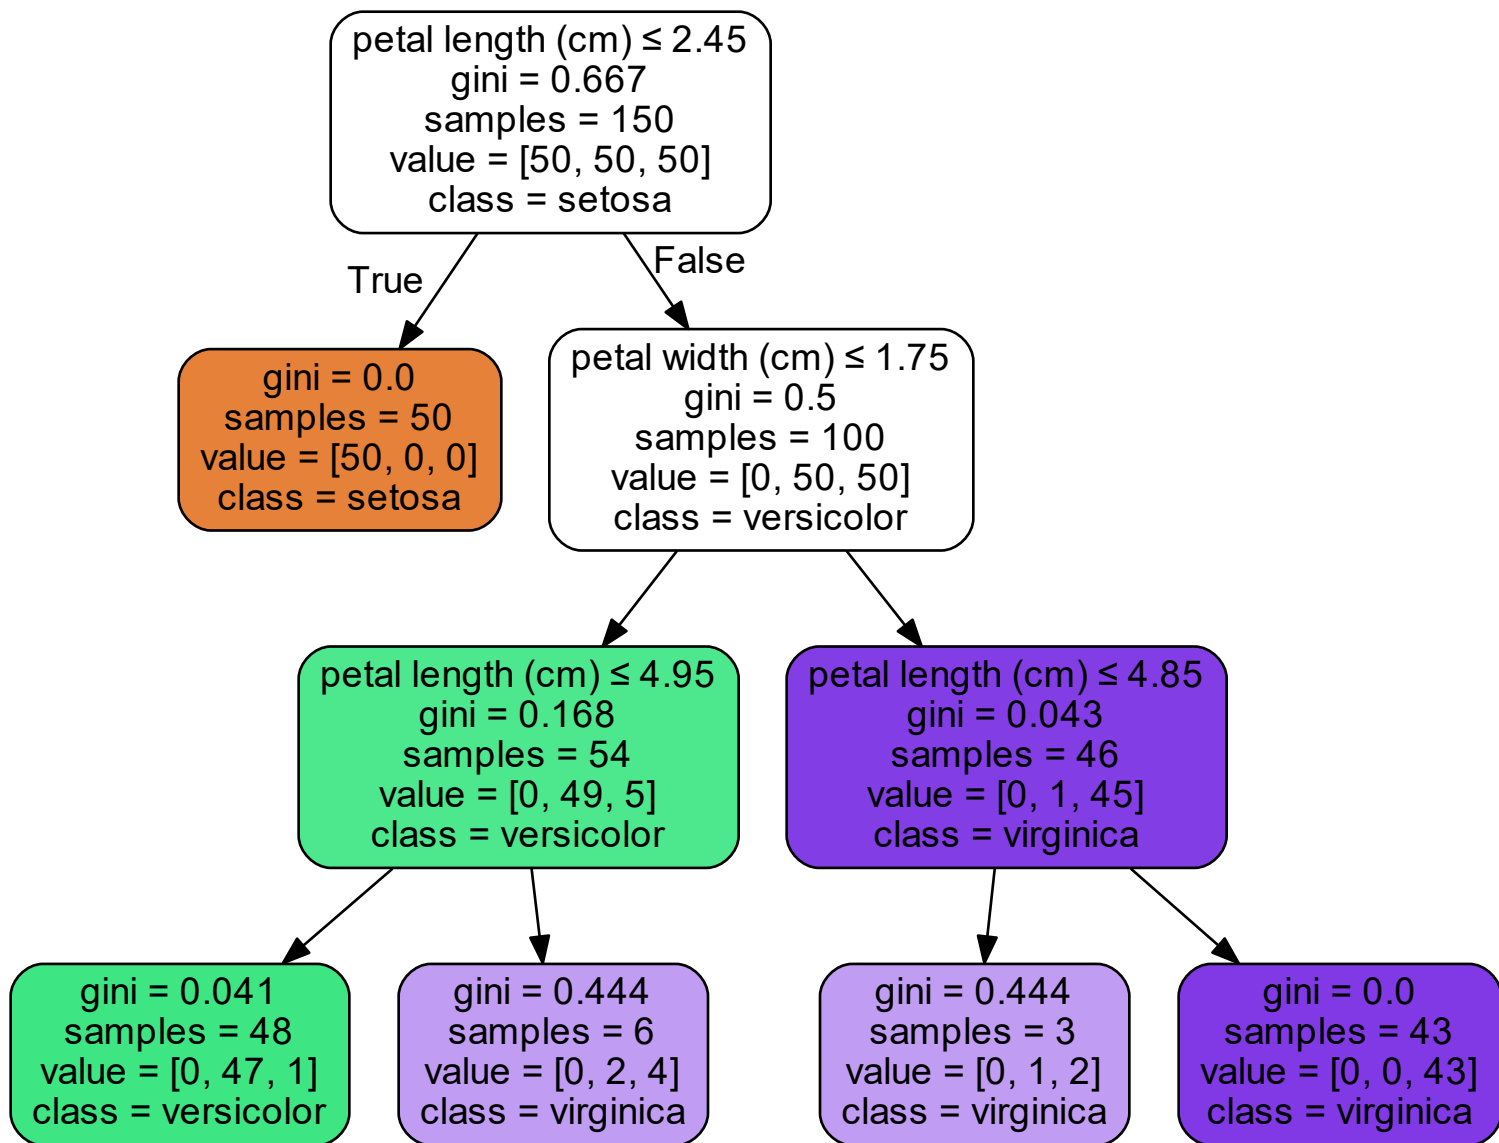 petal length (cm) ≤ 2.45
gini = 0.667
samples = 150
value = [50, 50, 50]
class = setosa
True
False
gini = 0.0
samples = 50
value = [50, 0, 0]
class = setosa
petal width (cm) ≤ 1.75
gini = 0.5
samples = 100
value = [0, 50, 50]
class = versicolor
petal length (cm) ≤ 4.95
gini = 0.168
samples = 54
value = [0, 49, 5]
class = versicolor
petal length (cm) ≤ 4.85
gini = 0.043
samples = 46
value = [0, 1, 45]
class = virginica
gini = 0.041
samples = 48
value = [0, 47, 1]
class = versicolor
gini = 0.444
samples = 6
value = [0, 2, 4]
class = virginica
gini = 0.444
samples = 3
value = [0, 1, 2]
class = virginica
gini = 0.0
samples = 43
value = [0, 0, 43]
class = virginica